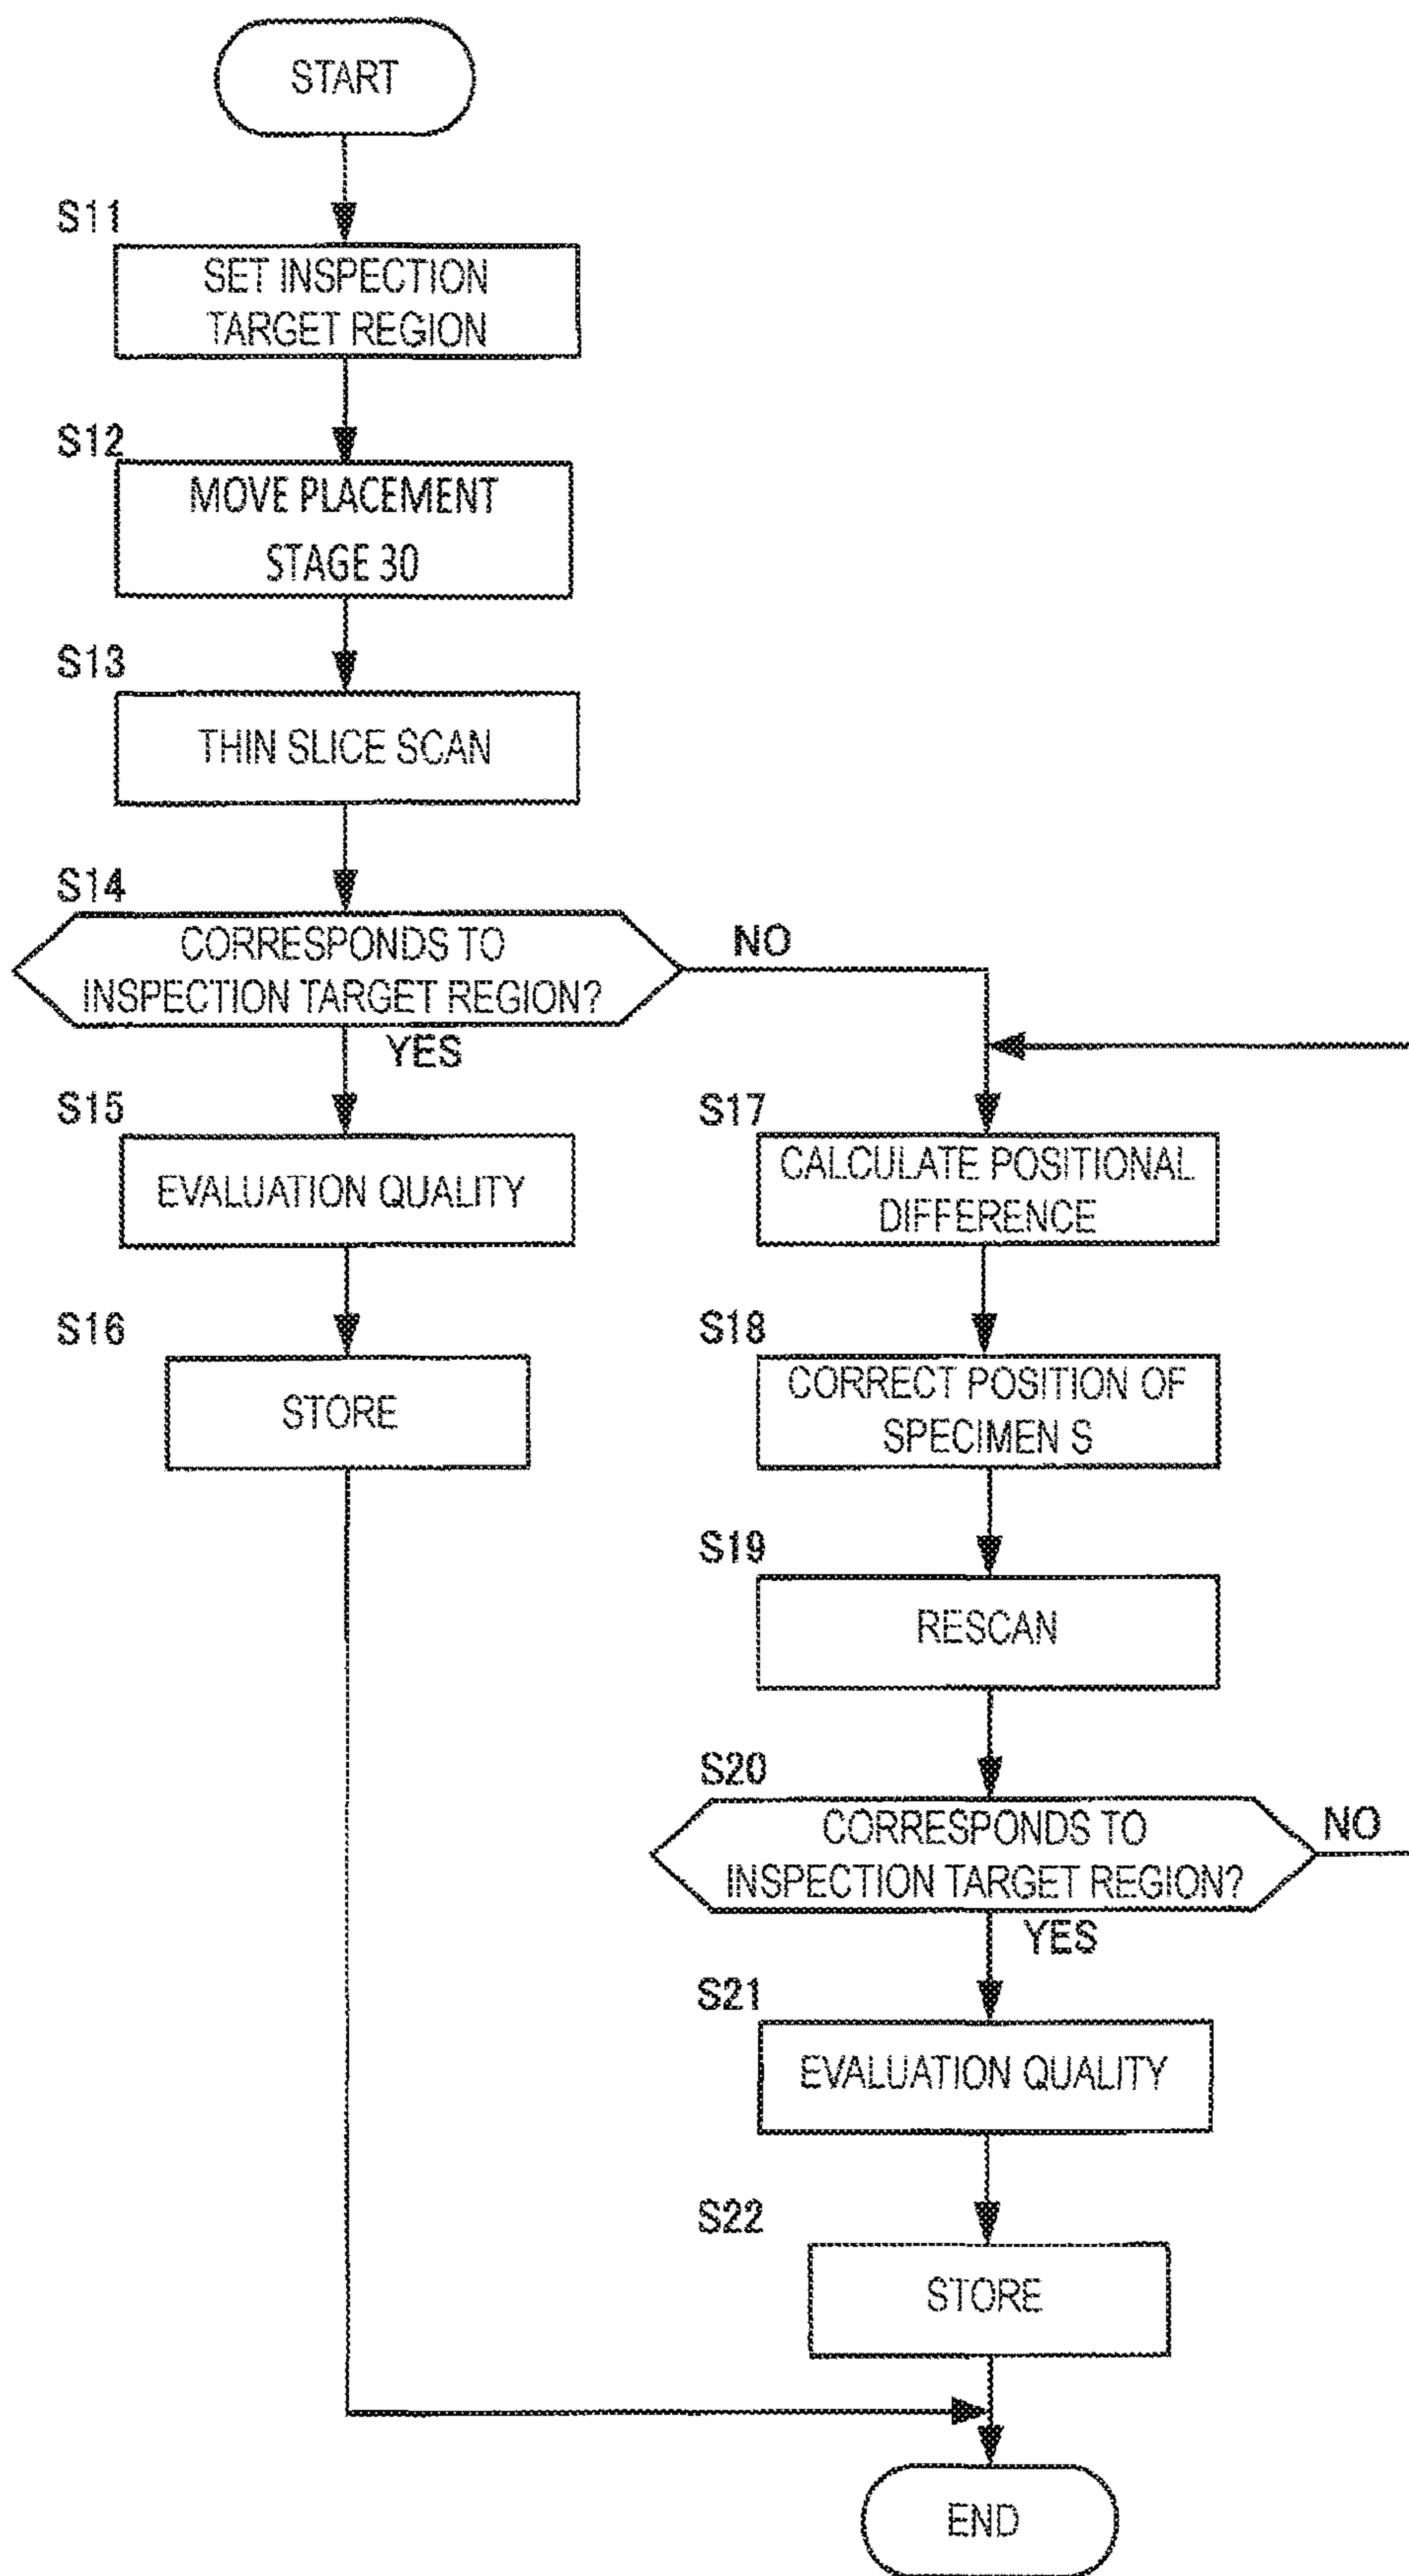 START
S11
SET INSPECTION
TARGET REGION
S12
MOVE PLACEMENT
STAGE 30
S13
THIN SLICE SCAN
S14
CORRESPONDS TO
INSPECTION TARGET REGION?
NO
YES
S15
EVALUATION QUALITY
S16
STORE
S17
CALCULATE POSITIONAL
DIFFERENCE
S18
CORRECT POSITION OF
SPECIMEN S
S19
RESCAN
S20
CORRESPONDS TO
INSPECTION TARGET REGION?
NO
YES
S21
EVALUATION QUALITY
S22
STORE
END